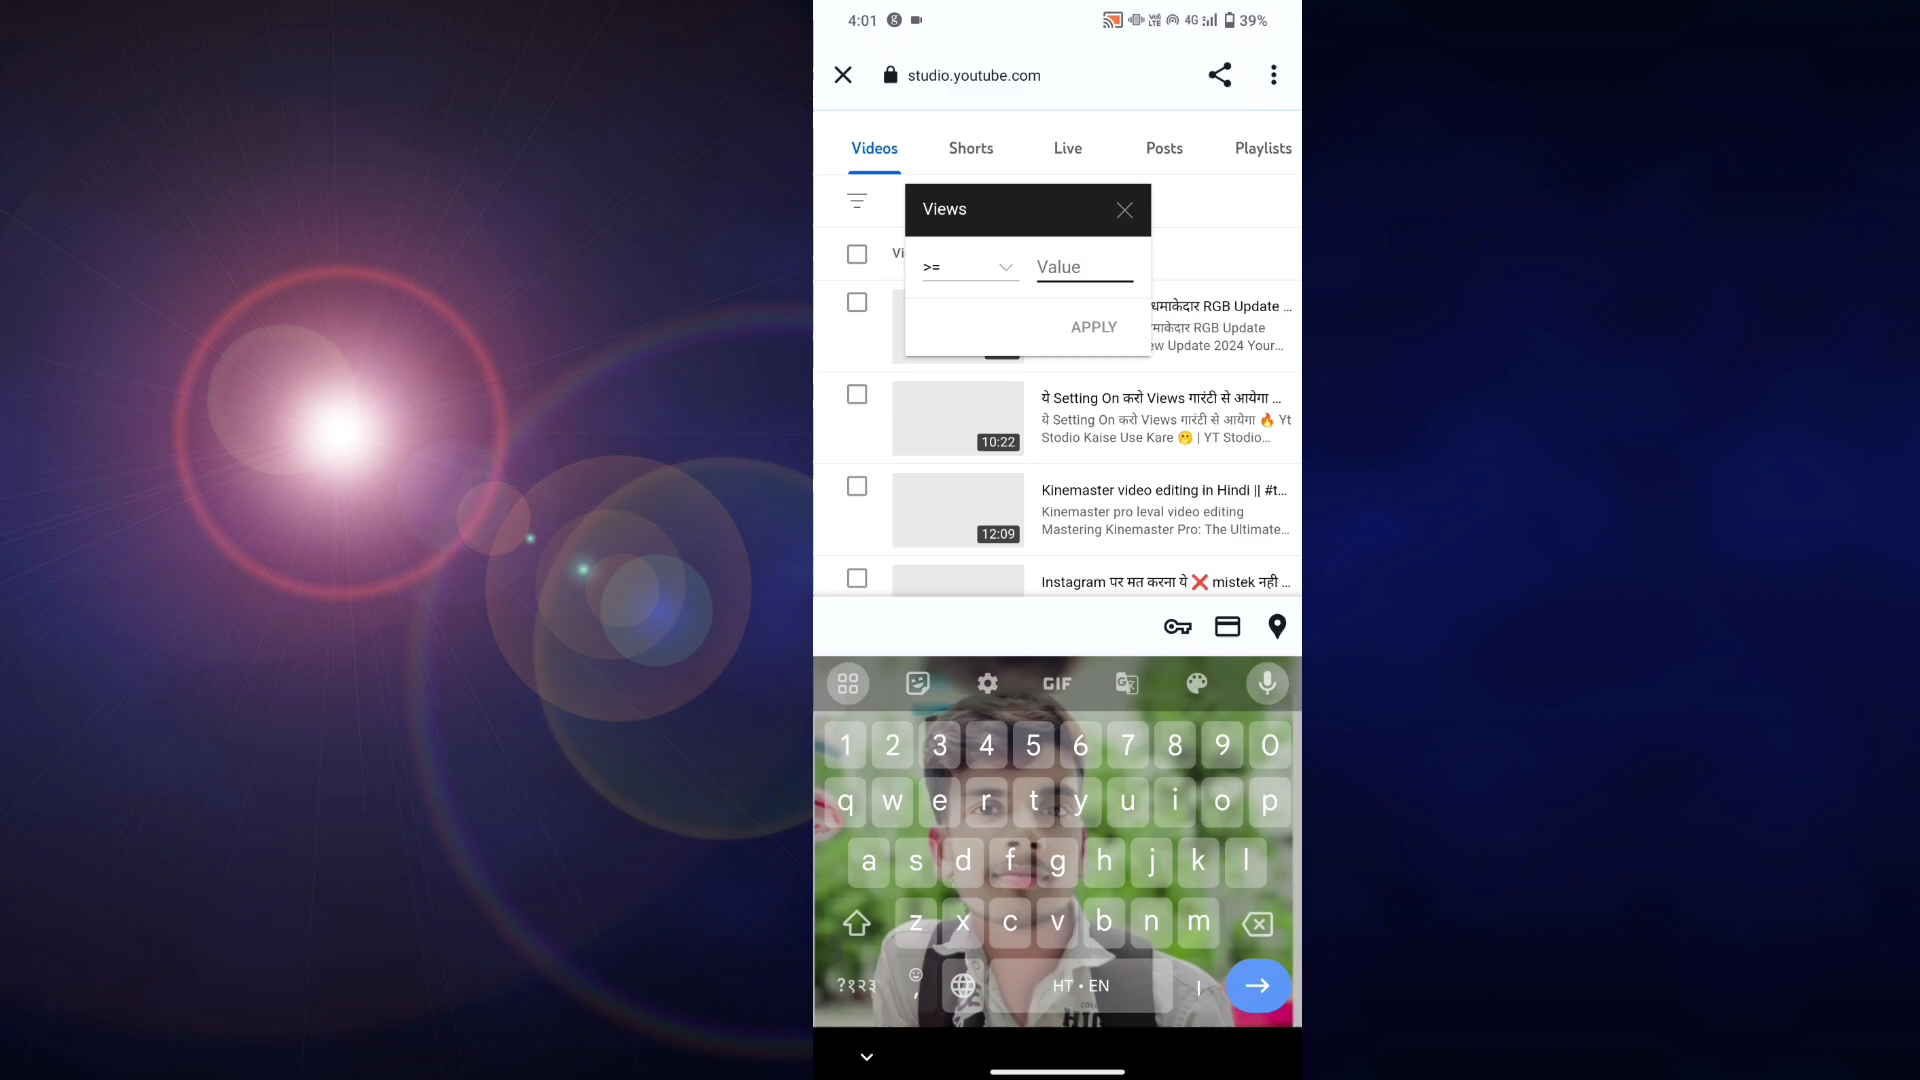 4:01 4G 39%
studio.youtube.com
Videos Shorts Live Posts Playlists
Views
Vi
>= Value
APPLY
धमाकेदार RGB Update ...
माकेदार RGB Update
ew Update 2024 Your...
ये Setting On करो Views गारंटी से आयेगा ...
ये Setting On करो Views गारंटी से आयेगा 🔥 Yt
Stodio Kaise Use Kare 🤫 | YT Stodio...
10:22
Kinemaster video editing in Hindi || #t...
Kinemaster pro leval video editing
Mastering Kinemaster Pro: The Ultimate...
12:09
Instagram पर मत करना ये ❌ mistek नही ...
GIF
1 2 3 4 5 6 7 8 9 0
q w e r t y u i o p
a s d f g h j k l
z x c v b n m
?१२३ , HT • EN |